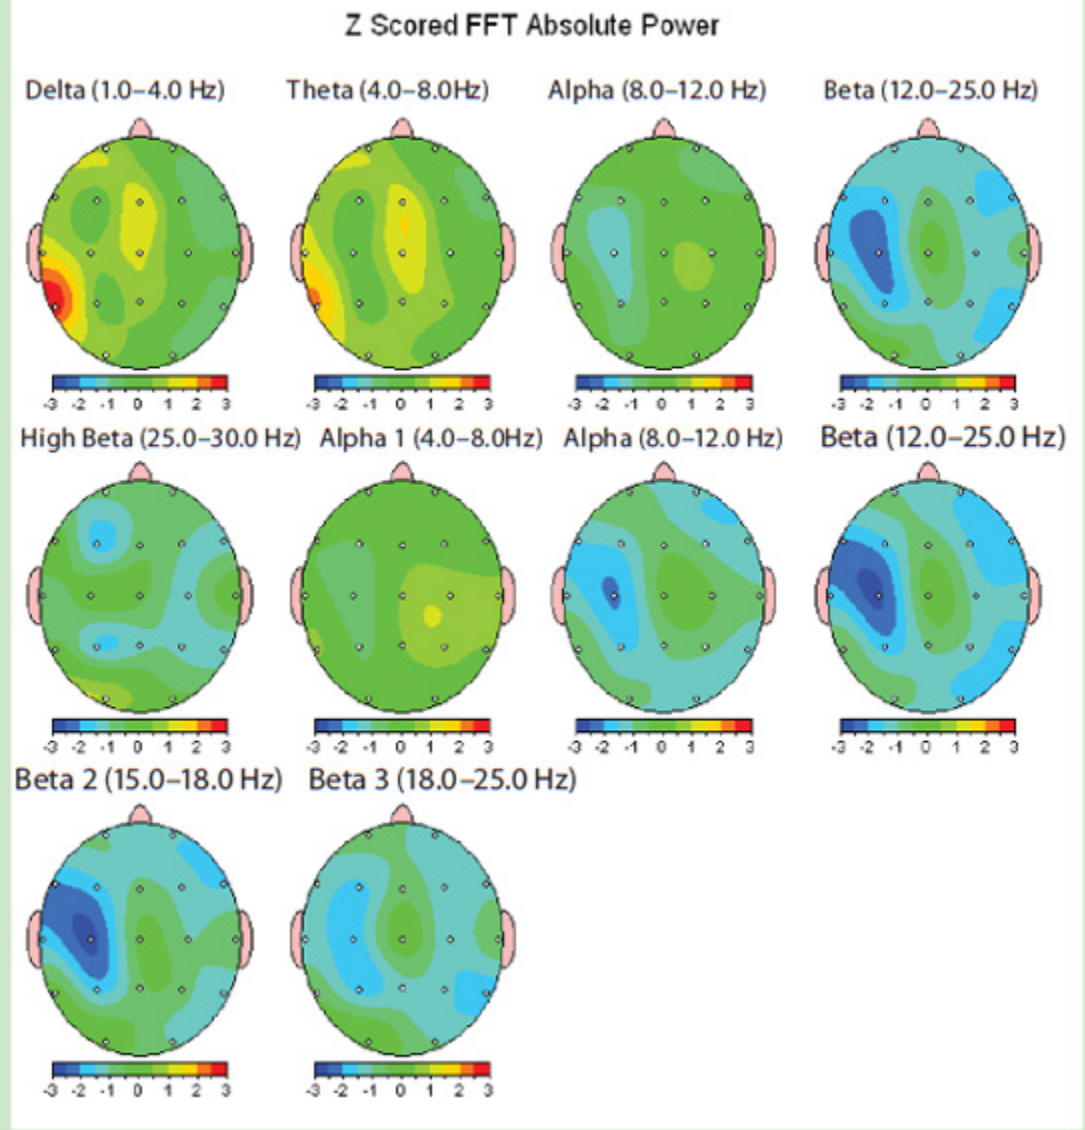 Z Scored FFT Absolute Power
Delta (1.0–4.0 Hz) Theta (4.0–8.0Hz) Alpha (8.0–12.0 Hz) Beta (12.0–25.0 Hz)
-3 -2 -1 0 1 2 3 -3 -2 -1 0 1 2 3 -3 -2 -1 0 1 2 3 -3 -2 -1 0 1 2 3
High Beta (25.0–30.0 Hz) Alpha 1 (4.0–8.0Hz) Alpha (8.0–12.0 Hz) Beta (12.0–25.0 Hz)
-3 -2 -1 0 1 2 3 -3 -2 -1 0 1 2 3 -3 -2 -1 0 1 2 3 -3 -2 -1 0 1 2 3
Beta 2 (15.0–18.0 Hz) Beta 3 (18.0–25.0 Hz)
-3 -2 -1 0 1 2 3 -3 -2 -1 0 1 2 3